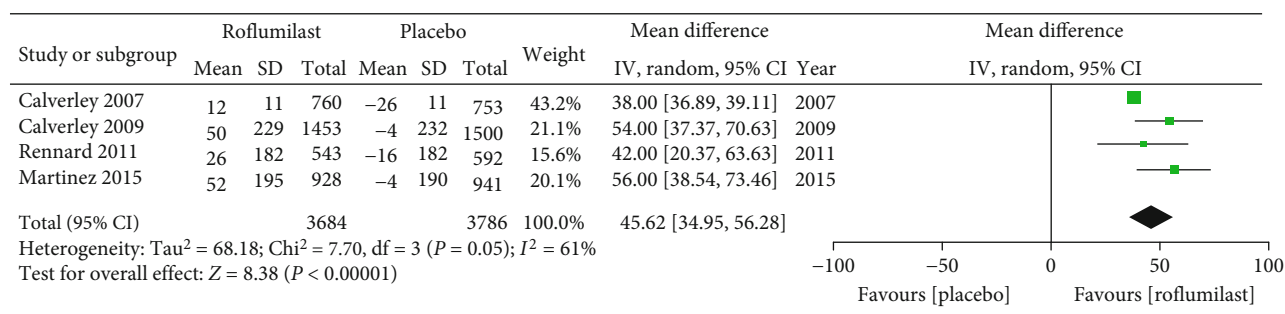 Roflumilast Placebo Mean difference Mean difference
Study or subgroup Mean SD Total Mean SD Total Weight IV, random, 95% CI Year IV, random, 95% CI
Calverley 2007 12 11 760 −26 11 753 43.2% 38.00 [36.89, 39.11] 2007
Calverley 2009 50 229 1453 −4 232 1500 21.1% 54.00 [37.37, 70.63] 2009
Rennard 2011 26 182 543 −16 182 592 15.6% 42.00 [20.37, 63.63] 2011
Martinez 2015 52 195 928 −4 190 941 20.1% 56.00 [38.54, 73.46] 2015
Total (95% CI) 3684 3786 100.0% 45.62 [34.95, 56.28]
Heterogeneity: Tau² = 68.18; Chi² = 7.70, df = 3 (P = 0.05); I² = 61%
Test for overall effect: Z = 8.38 (P < 0.00001)
−100 −50 0 50 100
Favours [placebo] Favours [roflumilast]